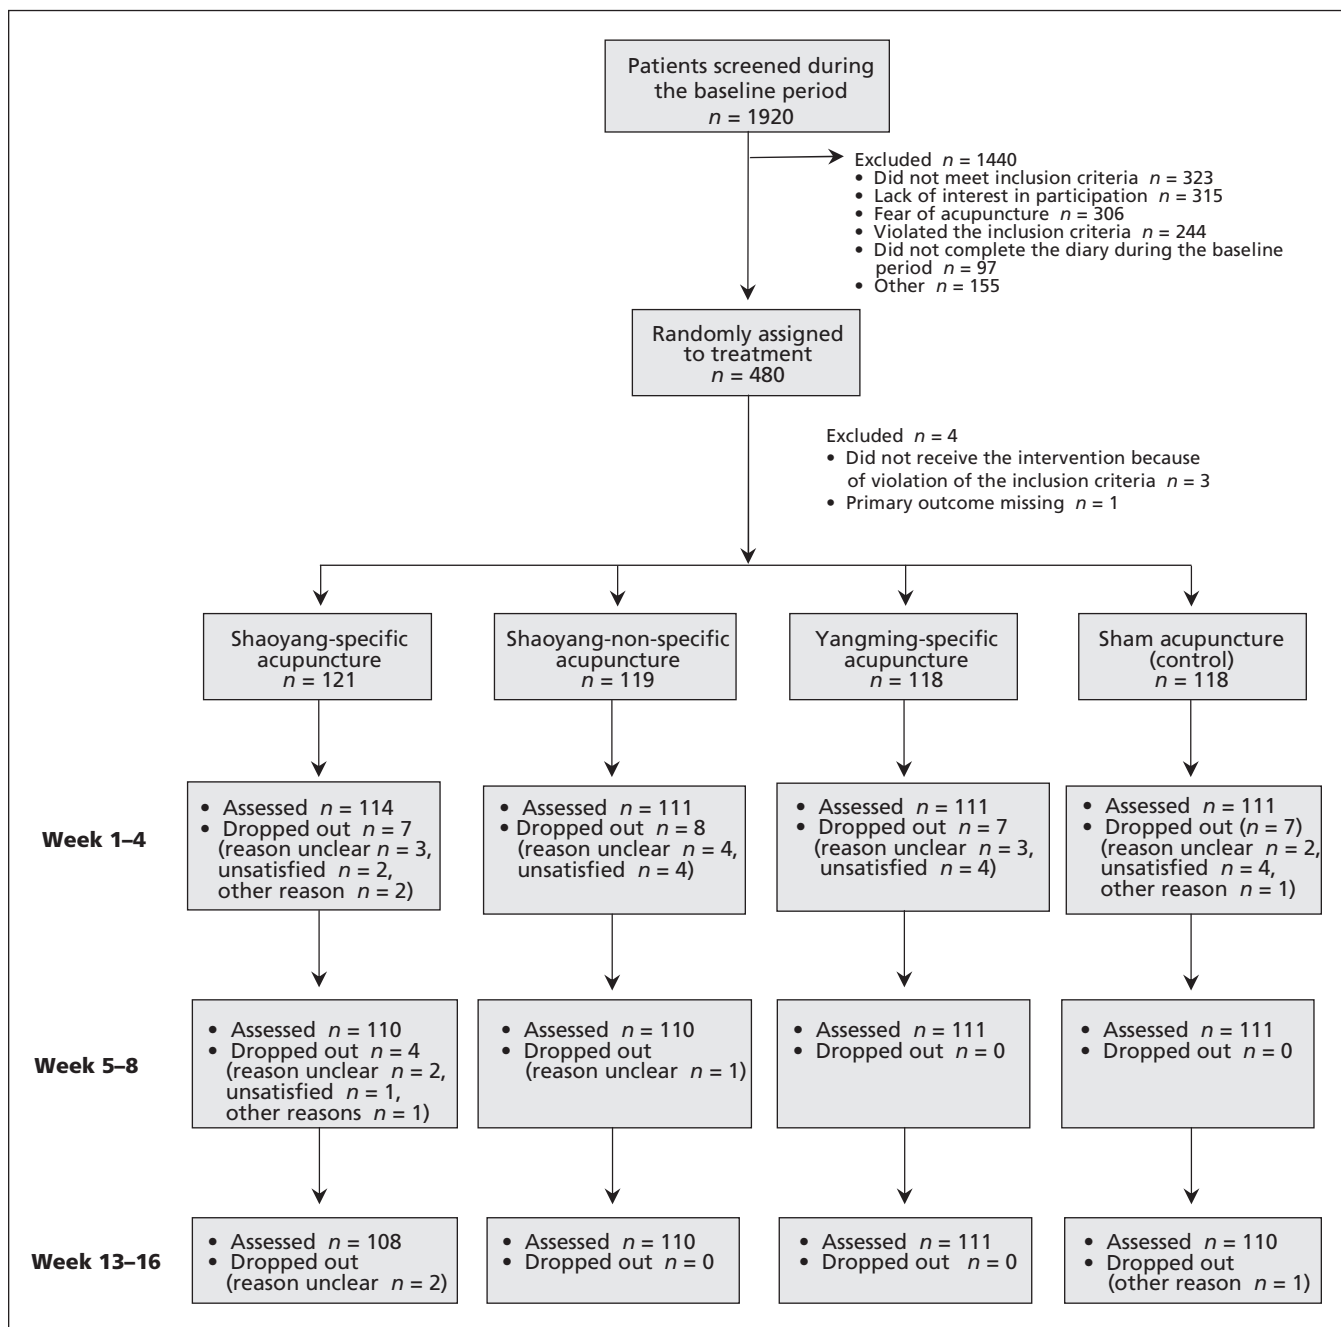 Patients screened during
the baseline period
n = 1920
Excluded n = 1440
• Did not meet inclusion criteria n = 323
• Lack of interest in participation n = 315
• Fear of acupuncture n = 306
• Violated the inclusion criteria n = 244
• Did not complete the diary during the baseline
period n = 97
• Other n = 155
Randomly assigned
to treatment
n = 480
Excluded n = 4
• Did not receive the intervention because
of violation of the inclusion criteria n = 3
• Primary outcome missing n = 1
Shaoyang-specific
acupuncture
n = 121
Shaoyang-non-specific
acupuncture
n = 119
Yangming-specific
acupuncture
n = 118
Sham acupuncture
(control)
n = 118
Week 1–4
• Assessed n = 114
• Dropped out n = 7
(reason unclear n = 3,
unsatisfied n = 2,
other reason n = 2)
• Assessed n = 111
• Dropped out n = 8
(reason unclear n = 4,
unsatisfied n = 4)
• Assessed n = 111
• Dropped out n = 7
(reason unclear n = 3,
unsatisfied n = 4)
• Assessed n = 111
• Dropped out (n = 7)
(reason unclear n = 2,
unsatisfied n = 4,
other reason n = 1)
Week 5–8
• Assessed n = 110
• Dropped out n = 4
(reason unclear n = 2,
unsatisfied n = 1,
other reasons n = 1)
• Assessed n = 110
• Dropped out
(reason unclear n = 1)
• Assessed n = 111
• Dropped out n = 0
• Assessed n = 111
• Dropped out n = 0
Week 13–16
• Assessed n = 108
• Dropped out
(reason unclear n = 2)
• Assessed n = 110
• Dropped out n = 0
• Assessed n = 111
• Dropped out n = 0
• Assessed n = 110
• Dropped out
(other reason n = 1)